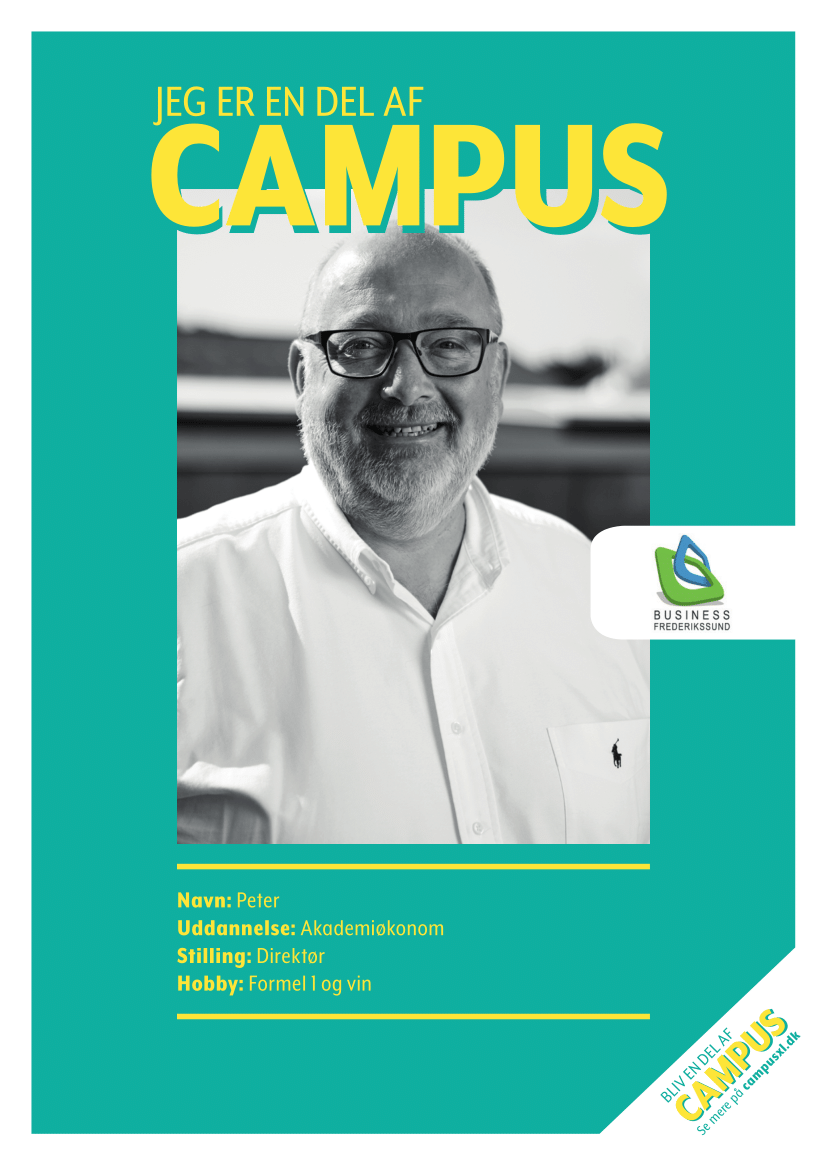 JEG ER EN DEL AF
CAMPUS
BUSINESS
FREDERIKSSUND
Navn: Peter
Uddannelse: Akademiøkonom
Stilling: Direktør
Hobby: Formel 1 og vin
BLIV EN DEL AF
CAMPUS
Se mere på campusxl.dk